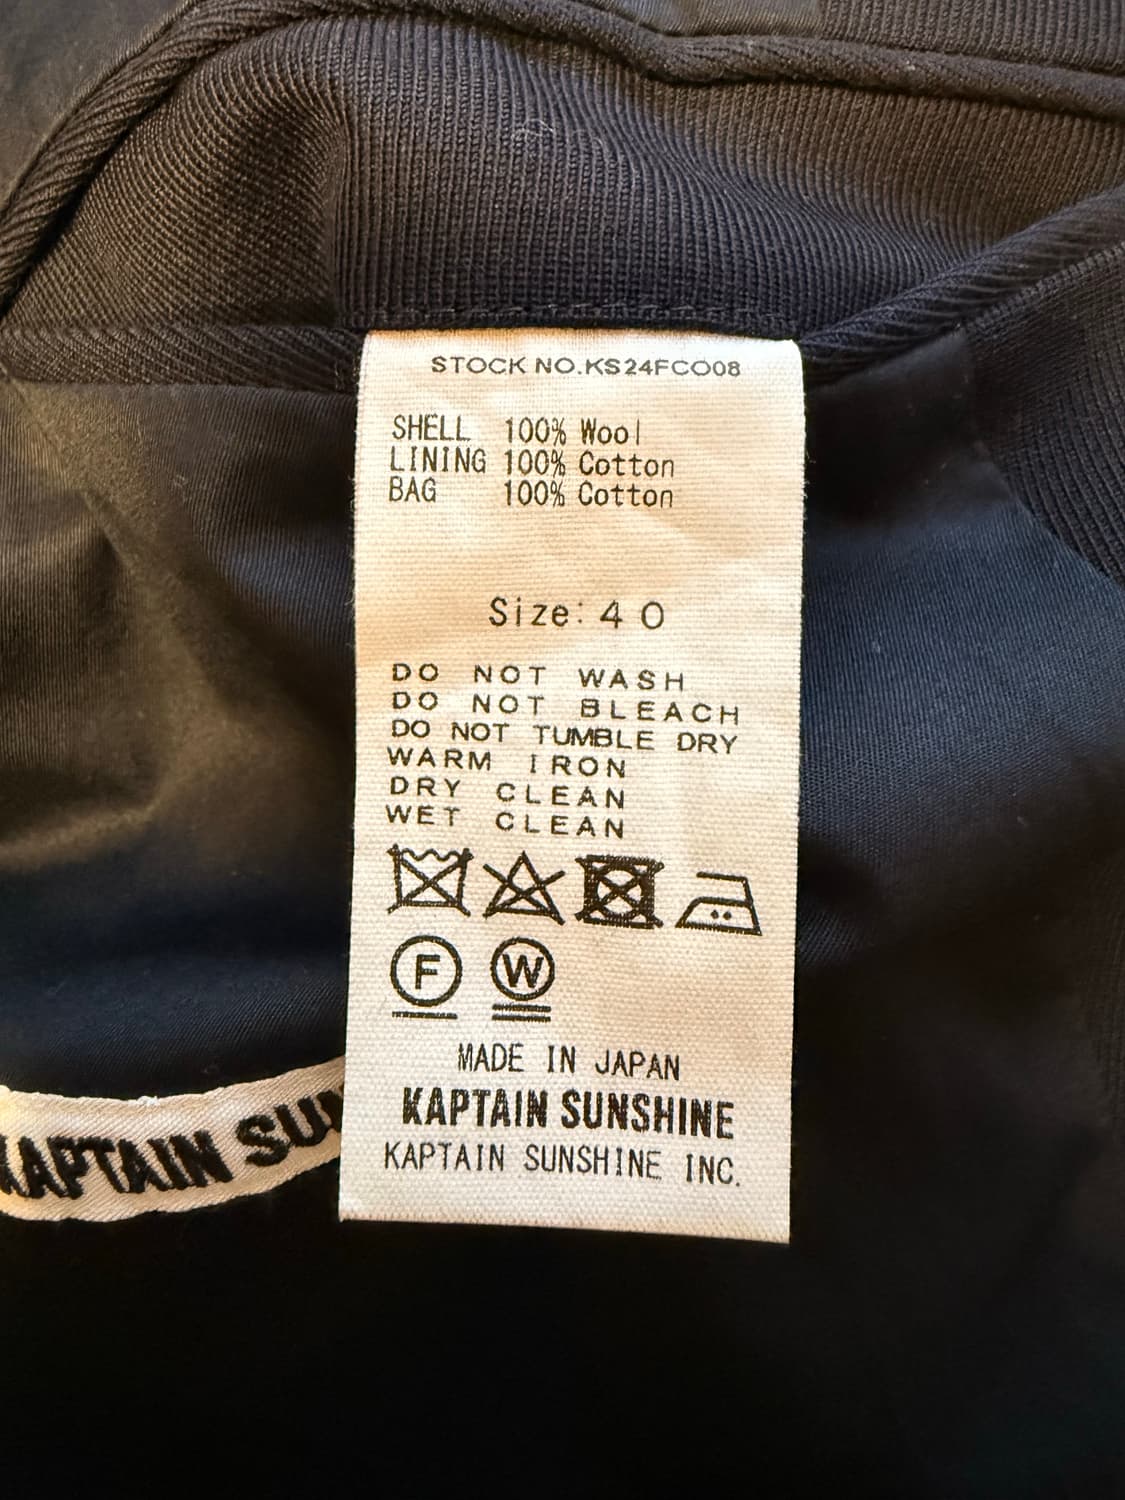 STOCK NO.KS24FCO08
SHELL 100% Wool
LINING 100% Cotton
BAG 100% Cotton
Size: 40
DO NOT WASH
DO NOT BLEACH
DO NOT TUMBLE DRY
WARM IRON
DRY CLEAN
WET CLEAN
F W
MADE IN JAPAN
KAPTAIN SUNSHINE
KAPTAIN SUNSHINE INC.
KAPTAIN SUN